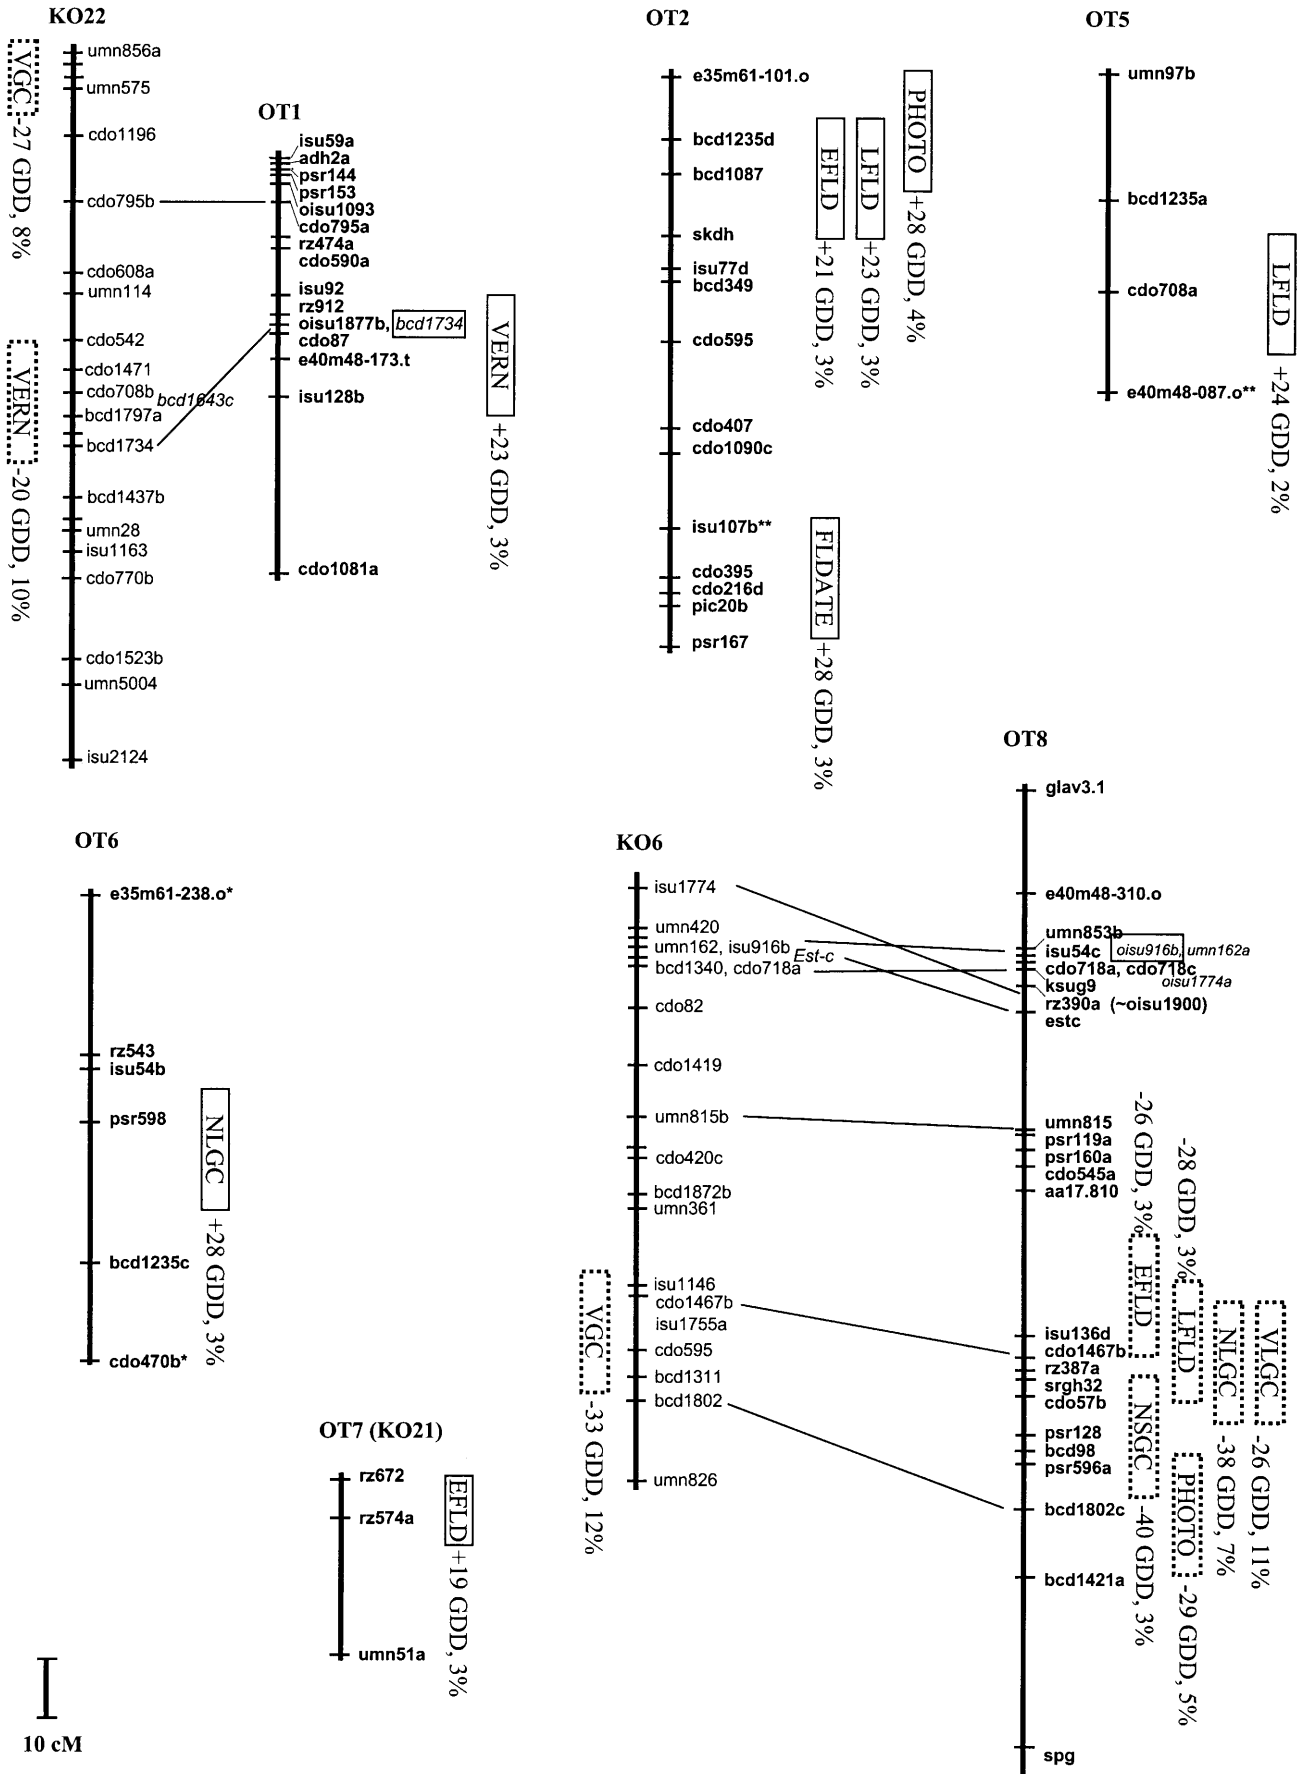 KO22
umn856a
umn575
cdo1196
cdo795b
cdo608a
umn114
cdo542
cdo1471
cdo708b
bcd1643c
bcd1797a
bcd1734
bcd1437b
umn28
isu1163
cdo770b
cdo1523b
umn5004
isu2124
VGC -27 GDD, 8%
VERN -20 GDD, 10%
OT1
isu59a
adh2a
psr144
psr153
oisu1093
cdo795a
rz474a
cdo590a
isu92
rz912
oisu1877b, bcd1734
cdo87
e40m48-173.t
isu128b
cdo1081a
VERN +23 GDD, 3%
OT2
e35m61-101.o
bcd1235d
bcd1087
skdh
isu77d
bcd349
cdo595
cdo407
cdo1090c
isu107b**
cdo395
cdo216d
pic20b
psr167
EFLD +21 GDD, 3%
LFLD +23 GDD, 3%
PHOTO +28 GDD, 4%
FLDATE +28 GDD, 3%
OT5
umn97b
bcd1235a
cdo708a
e40m48-087.o**
LFLD +24 GDD, 2%
OT6
e35m61-238.o*
rz543
isu54b
psr598
bcd1235c
cdo470b*
NLGC +28 GDD, 3%
OT7 (KO21)
rz672
rz574a
umn51a
EFLD +19 GDD, 3%
KO6
isu1774
umn420
umn162, isu916b
Est-c
bcd1340, cdo718a
cdo82
cdo1419
umn815b
cdo420c
bcd1872b
umn361
isu1146
cdo1467b
isu1755a
cdo595
bcd1311
bcd1802
umn826
VGC -33 GDD, 12%
OT8
glav3.1
e40m48-310.o
umn853b
isu54c oisu916b, umn162a
cdo718a, cdo718c
oisu1774a
ksug9
rz390a (~oisu1900)
estc
umn815
psr119a
psr160a
cdo545a
aa17.810
isu136d
cdo1467b
rz387a
srgh32
cdo57b
psr128
bcd98
psr596a
bcd1802c
bcd1421a
spg
-26 GDD, 3% EFLD
-28 GDD, 3% LFLD
NLGC -38 GDD, 7%
VLGC -26 GDD, 11%
NSGC -40 GDD, 3%
PHOTO -29 GDD, 5%
10 cM